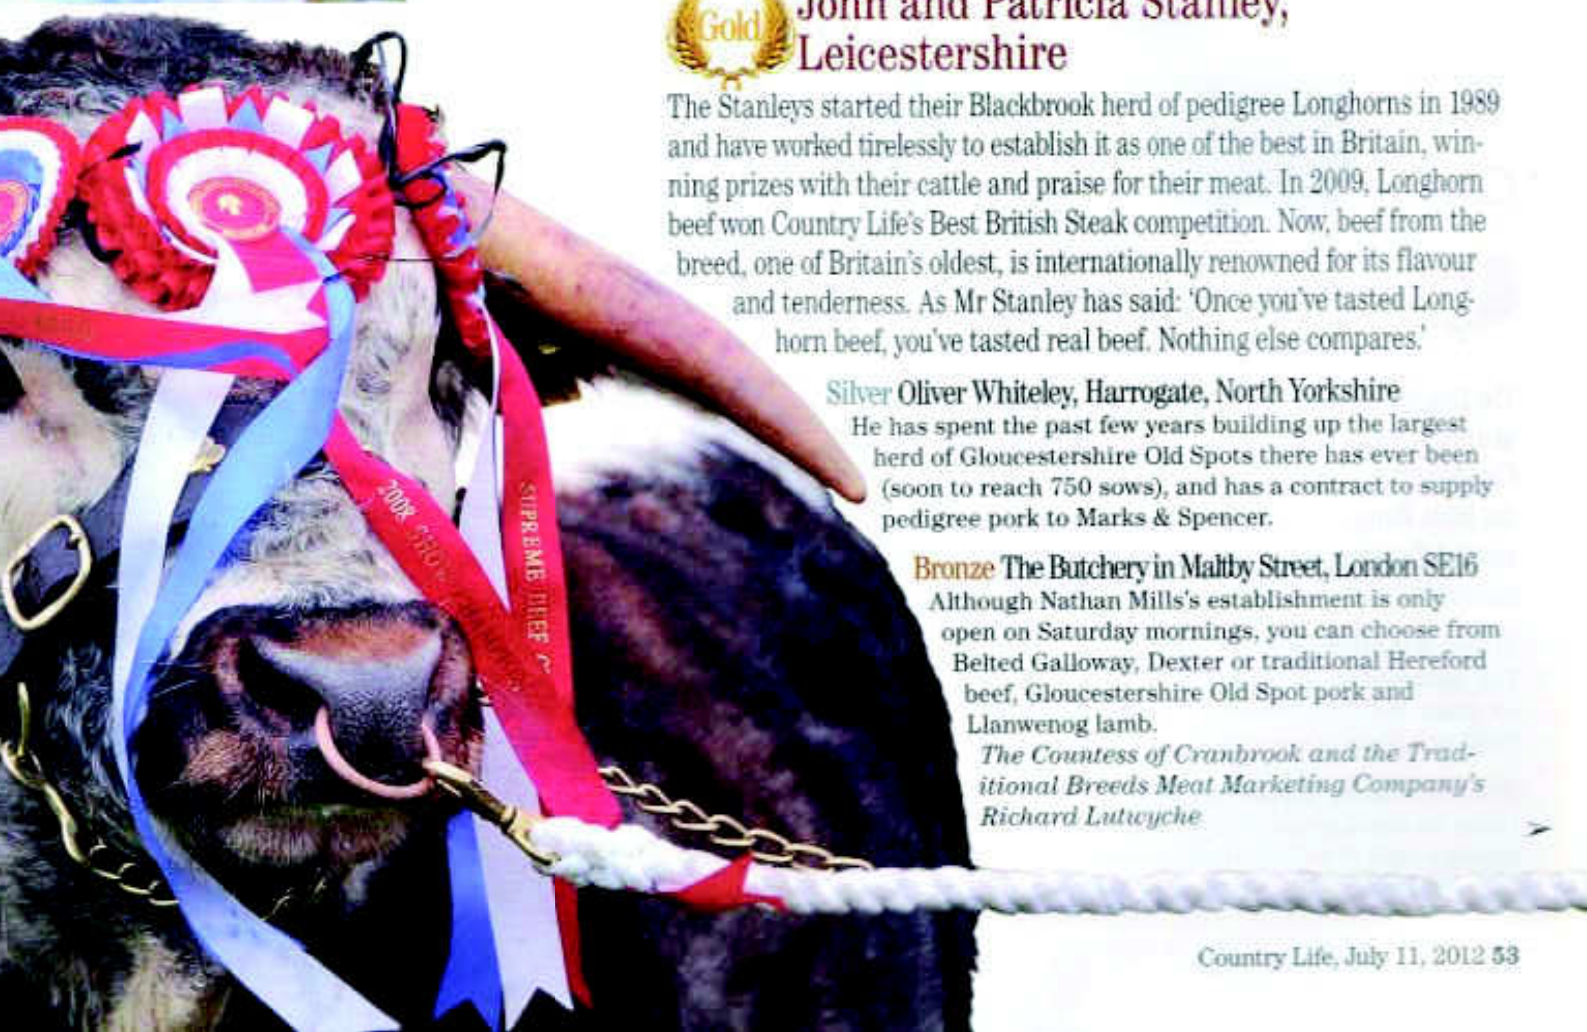 Gold
John and Patricia Stanley,
Leicestershire
The Stanleys started their Blackbrook herd of pedigree Longhorns in 1989
and have worked tirelessly to establish it as one of the best in Britain, win-
ning prizes with their cattle and praise for their meat. In 2009, Longhorn
beef won Country Life's Best British Steak competition. Now, beef from the
breed, one of Britain's oldest, is internationally renowned for its flavour
and tenderness. As Mr Stanley has said: 'Once you've tasted Long-
horn beef, you've tasted real beef. Nothing else compares.'
Silver Oliver Whiteley, Harrogate, North Yorkshire
He has spent the past few years building up the largest
herd of Gloucestershire Old Spots there has ever been
(soon to reach 750 sows), and has a contract to supply
pedigree pork to Marks & Spencer.
Bronze The Butchery in Maltby Street, London SE16
Although Nathan Mills's establishment is only
open on Saturday mornings, you can choose from
Belted Galloway, Dexter or traditional Hereford
beef, Gloucestershire Old Spot pork and
Llanwenog lamb.
The Countess of Cranbrook and the Trad-
itional Breeds Meat Marketing Company's
Richard Lutwyche
2008
SUPREME BEEF
Country Life, July 11, 2012 53